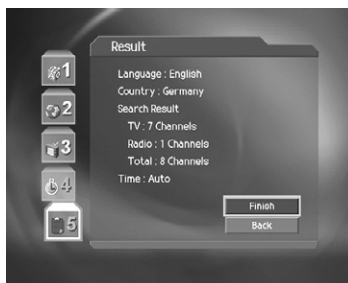 Result
1
Language : English
Country : Germany
2
Search Result
TV : 7 Channels
3
Radio : 1 Channels
Total : 8 Channels
4
Time : Auto
5
Finish
Back